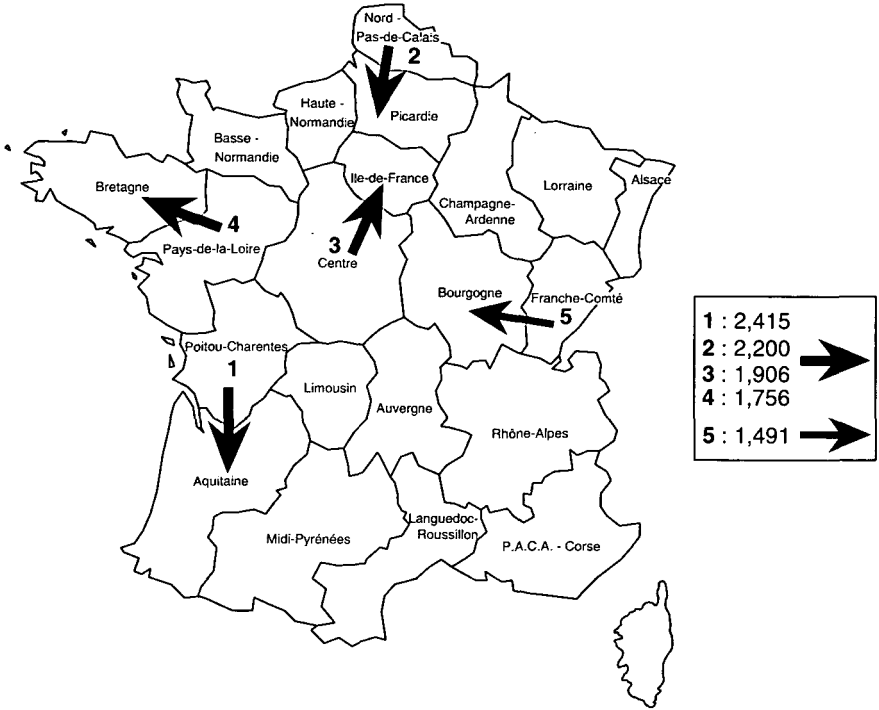 Nord -
Pas-de-Calais
2
Haute -
Normandie
Picardie
Basse -
Normandie
Bretagne
Ile-de-France
Lorraine
Alsace
Champagne-
Ardenne
4
Pays-de-la-Loire
3
Centre
Bourgogne
Franche-Comté
5
Poitou-Charentes
1
Limousin
Auvergne
Rhône-Alpes
Aquitaine
Midi-Pyrénées
Languedoc-
Roussillon
P.A.C.A. - Corse
1 : 2,415
2 : 2,200
3 : 1,906
4 : 1,756
5 : 1,491